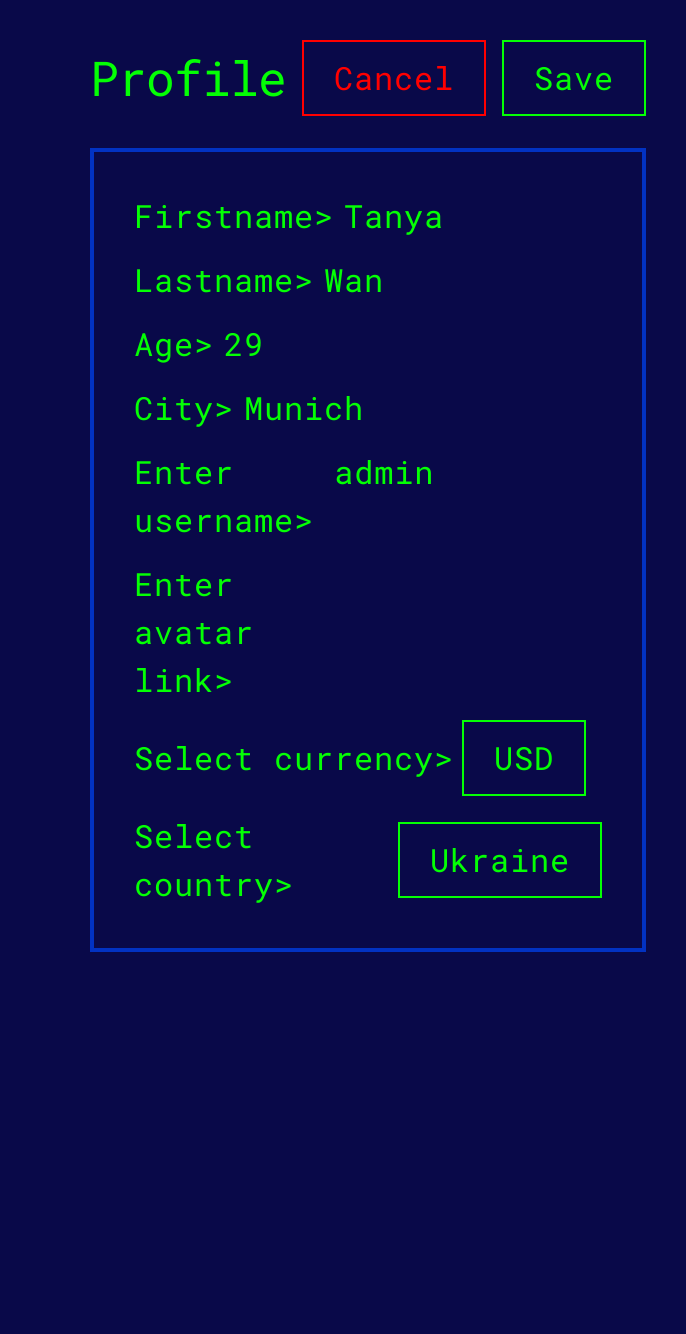 Profile Cancel Save
Firstname> Tanya
Lastname> Wan
Age> 29
City> Munich
Enter admin
username>
Enter
avatar
link>
Select currency> USD
Select
country> Ukraine